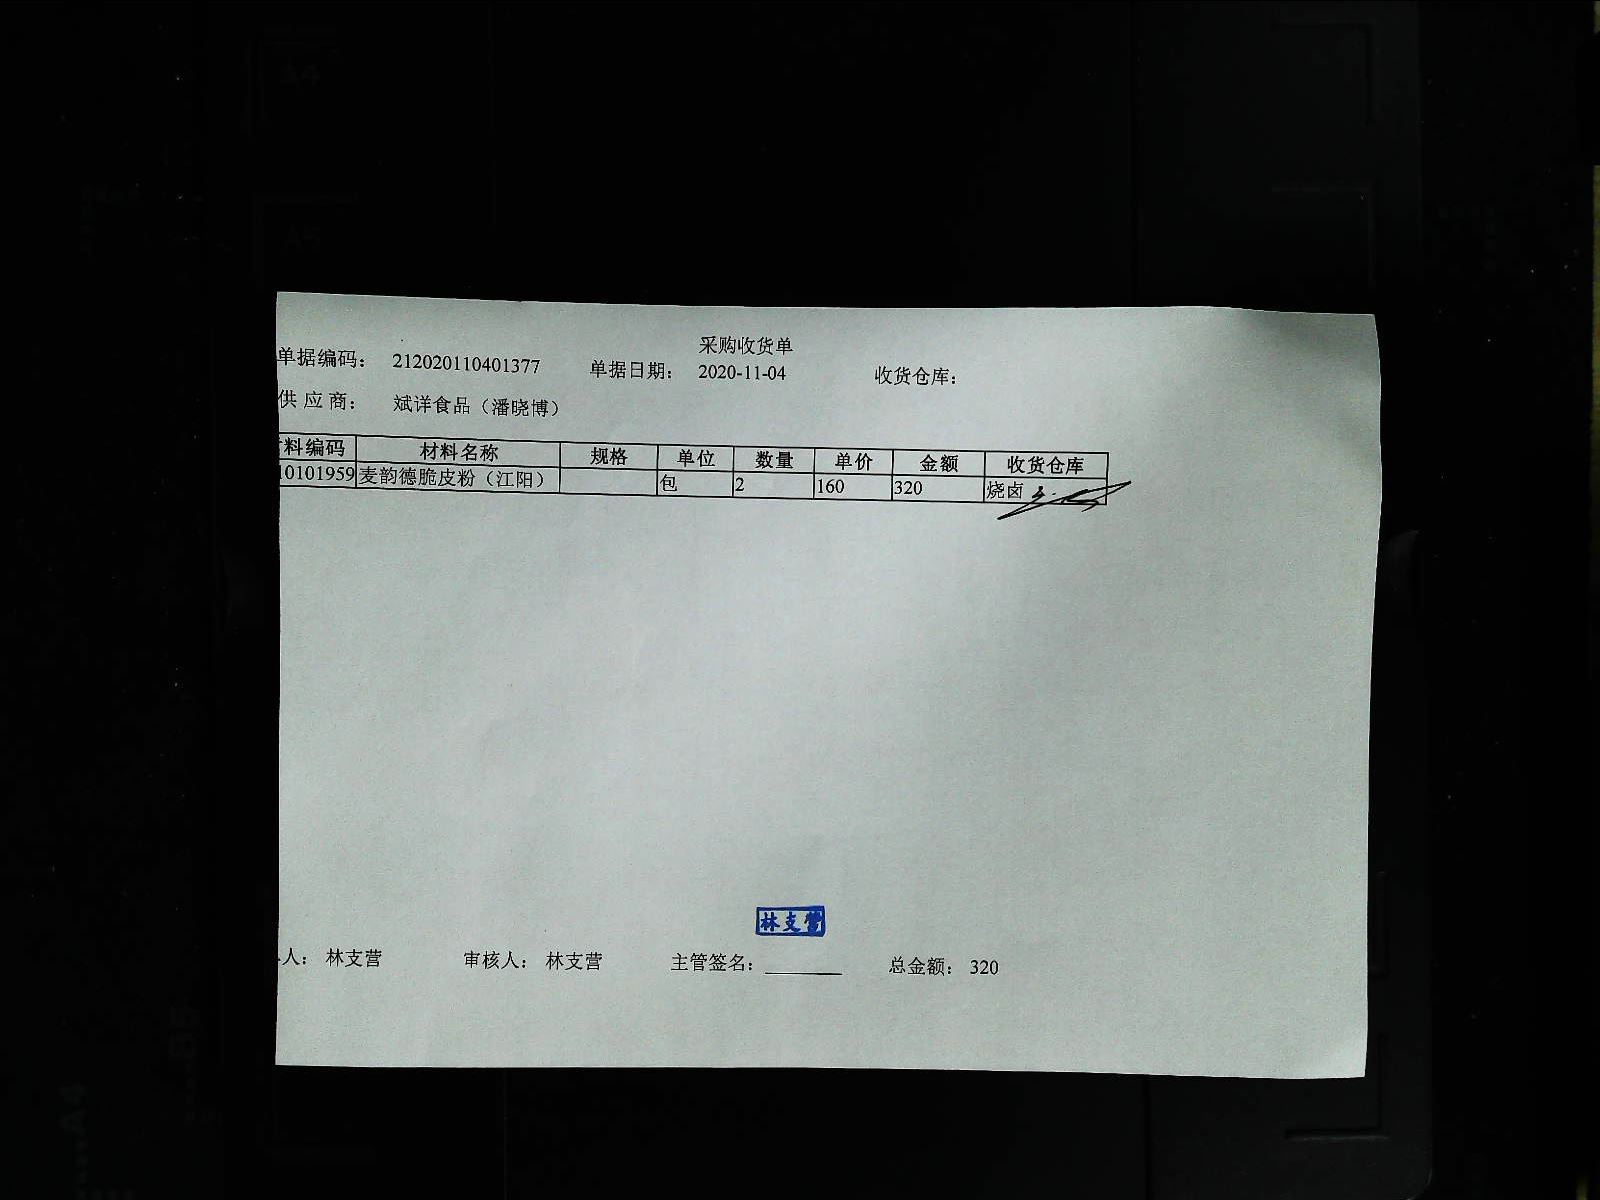 采购收货单
单据编码： 212020110401377 单据日期： 2020-11-04 收货仓库：
供 应 商： 斌洋食品（潘晓博）
料编码 材料名称 规格 单位 数量 单价 金额 收货仓库
10101959 麦韵德脆皮粉（江阳） 包 2 160 320 烧卤
林支营
人： 林支营 审核人： 林支营 主管签名： 总金额： 320